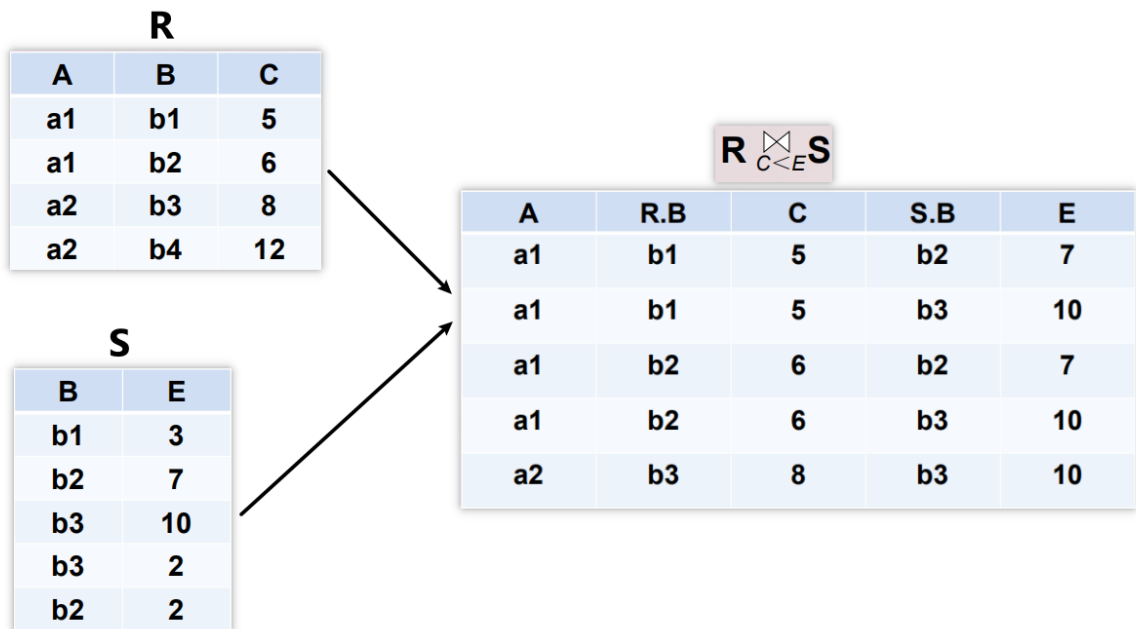 R
A B C
a1 b1 5
a1 b2 6
a2 b3 8
a2 b4 12
S
B E
b1 3
b2 7
b3 10
b3 2
b2 2
R ⋈ C<E S
A R.B C S.B E
a1 b1 5 b2 7
a1 b1 5 b3 10
a1 b2 6 b2 7
a1 b2 6 b3 10
a2 b3 8 b3 10